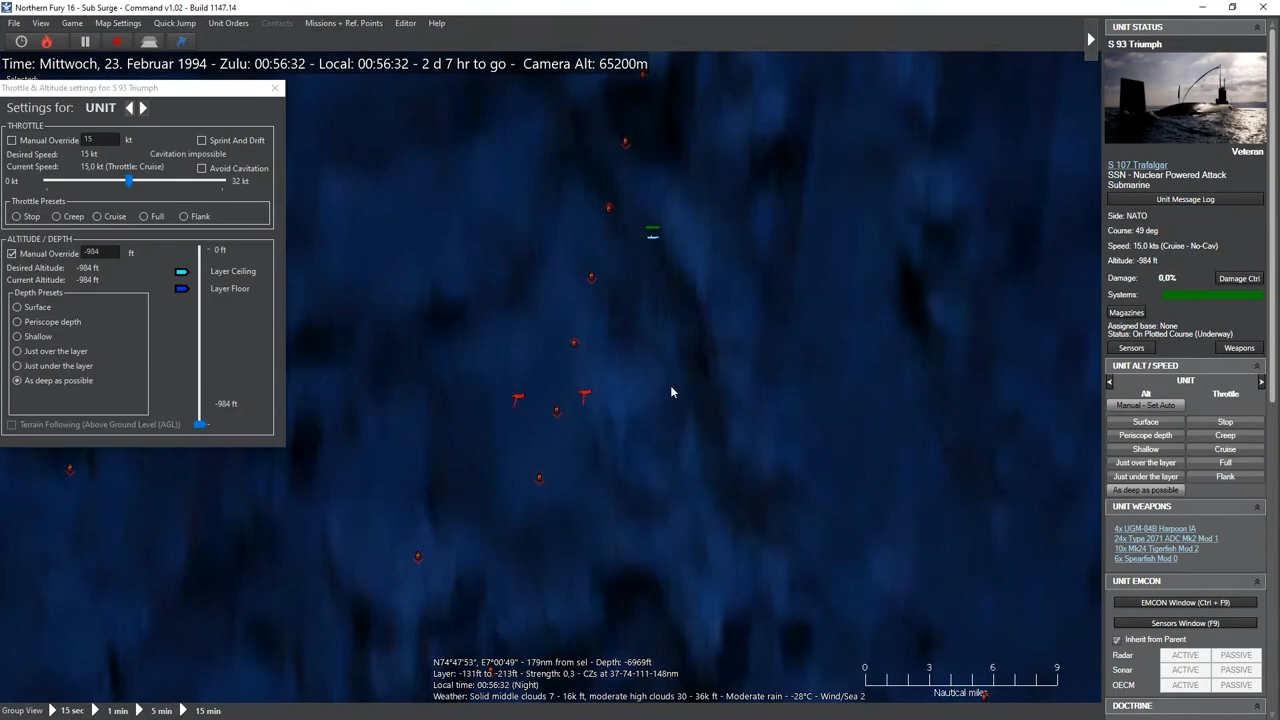 Northern Fury 16 - Sub Surge - Command v1.02 - Build 1147.14
File View Game Map Settings Quick Jump Unit Orders Contacts Missions + Ref. Points Editor Help
Time: Mittwoch, 23. Februar 1994 - Zulu: 00:56:32 - Local: 00:56:32 - 2 d 7 hr to go - Camera Alt: 65200m
Throttle & Altitude settings for: S 93 Triumph
Settings for: UNIT
THROTTLE
Manual Override 15 kt Sprint And Drift
Desired Speed: 15 kt Cavitation impossible
Current Speed: 15,0 kt (Throttle: Cruise) Avoid Cavitation
0 kt 32 kt
Throttle Presets
Stop Creep Cruise Full Flank
ALTITUDE / DEPTH
Manual Override -984 ft
Desired Altitude: -984 ft
Current Altitude: -984 ft
Depth Presets
Surface
Periscope depth
Shallow
Just over the layer
Just under the layer
As deep as possible
0 ft
Layer Ceiling
Layer Floor
-984 ft
Terrain Following (Above Ground Level (AGL))
N74°47'53", E7°00'49" - 179nm from sel - Depth: -6969ft
Local time: 00:56:32 (Night)
Weather: Solid middle clouds 7 - 16k ft, moderate high clouds 30 - 36k ft - Moderate rain - -28°C - Wind/Sea 2
0 3 6 9
Nautical miles
Group View 15 sec 1 min 5 min 15 min
UNIT STATUS
S 93 Triumph
Veteran
S 107 Trafalgar
SSN - Nuclear Powered Attack
Submarine
Unit Message Log
Side: NATO
Course: 49 deg
Speed: 15,0 kts (Cruise - No-Cav)
Altitude: -984 ft
Damage: 0,0% Damage Ctrl
Systems:
Magazines
Assigned base: None
Status: On Plotted Course (Underway)
Sensors Weapons
UNIT ALT / SPEED
UNIT
Alt Throttle
Manual - Set Auto
Surface Stop
Periscope depth Creep
Shallow Cruise
Just over the layer Full
Just under the layer Flank
As deep as possible
UNIT WEAPONS
4x UGM-84B Harpoon IA
24x Type 2071 ADC Mk2 Mod 1
10x Mk24 Tigerfish Mod 2
6x Spearfish Mod 0
UNIT EMCON
EMCON Window (Ctrl + F9)
Sensors Window (F9)
Inherit from Parent
Radar ACTIVE PASSIVE
Sonar ACTIVE PASSIVE
OECM ACTIVE PASSIVE
DOCTRINE